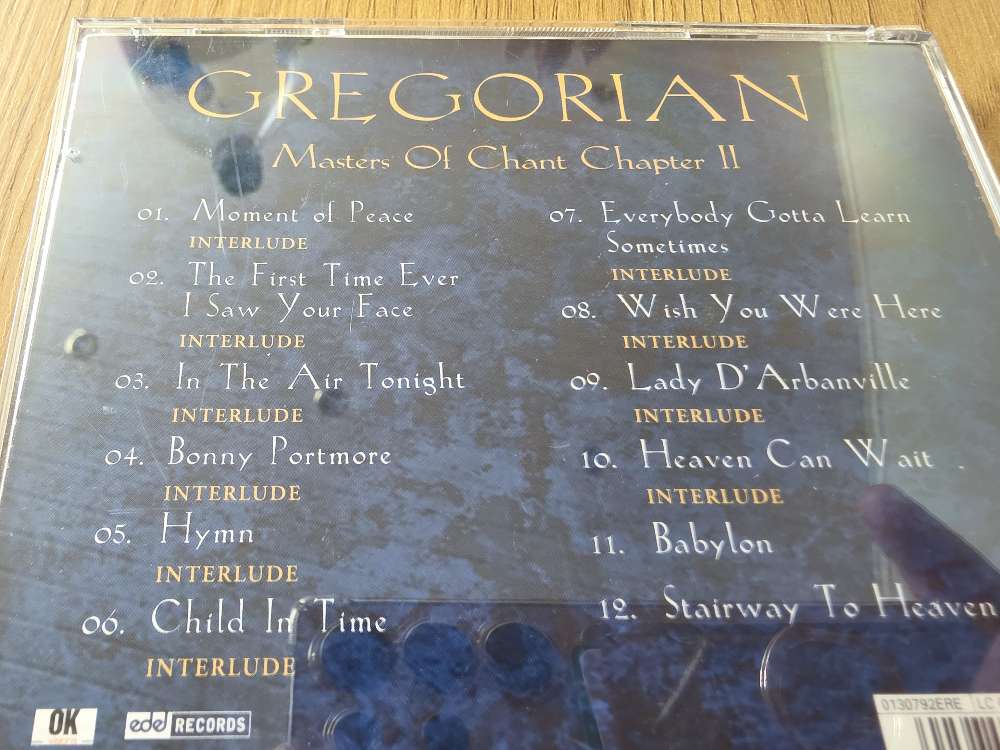 GREGORIAN
Masters Of Chant Chapter II
01. Moment of Peace
INTERLUDE
02. The First Time Ever
I Saw Your Face
INTERLUDE
03. In The Air Tonight
INTERLUDE
04. Bonny Portmore
INTERLUDE
05. Hymn
INTERLUDE
06. Child In Time
INTERLUDE
07. Everybody Gotta Learn
Sometimes
INTERLUDE
08. Wish You Were Here
INTERLUDE
09. Lady D'Arbanville
INTERLUDE
10. Heaven Can Wait
INTERLUDE
11. Babylon
12. Stairway To Heaven
OK
edel RECORDS
0130792ERE LC